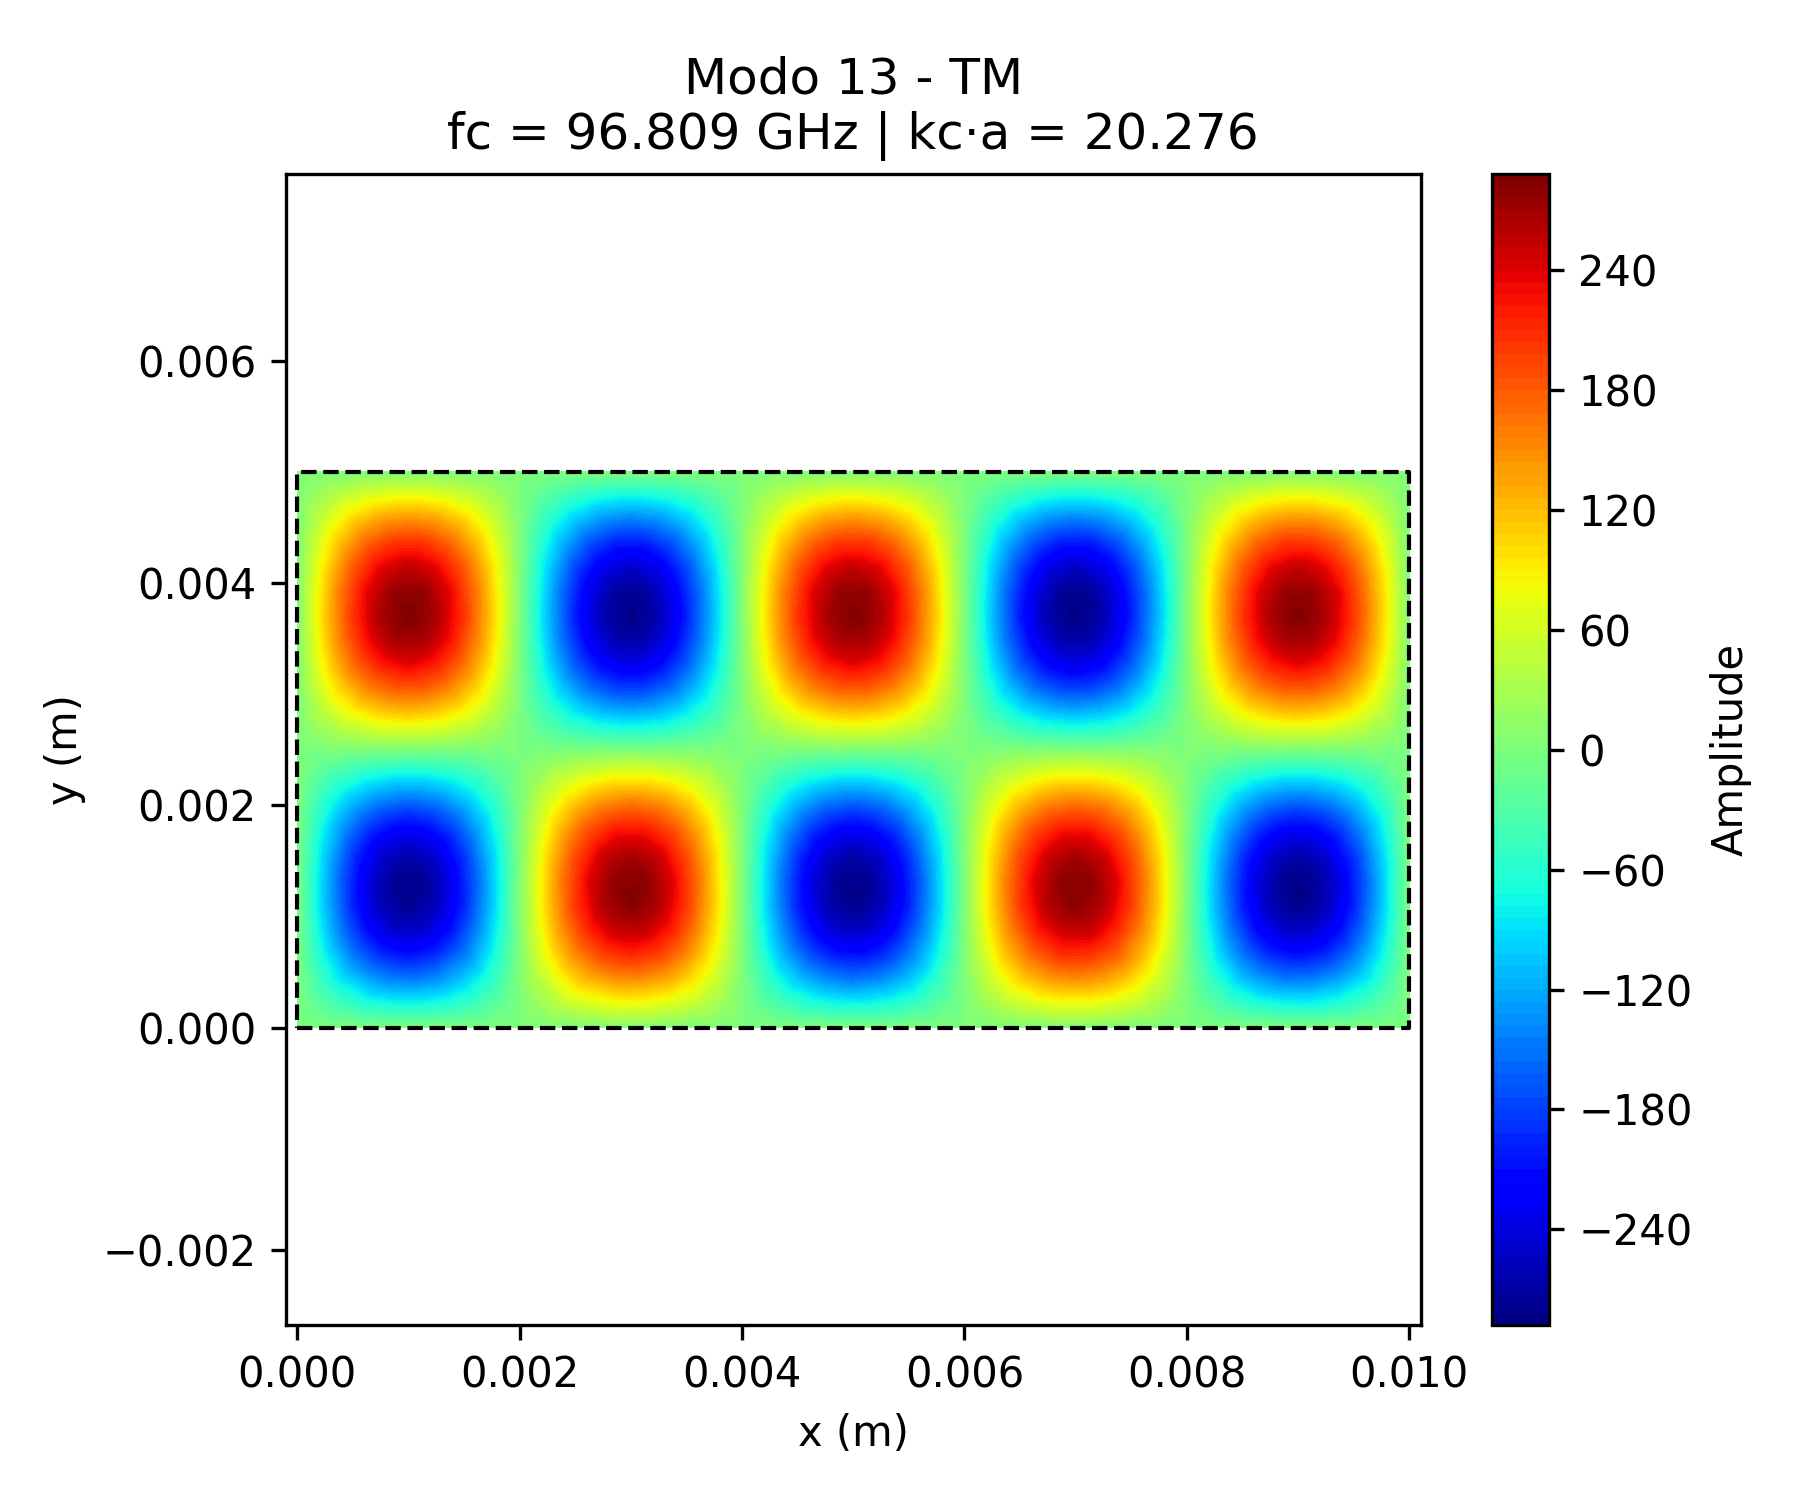 Modo 13 - TM
fc = 96.809 GHz | kc·a = 20.276
0.006
0.004
0.002
0.000
−0.002
y (m)
0.000 0.002 0.004 0.006 0.008 0.010
x (m)
240
180
120
60
0
−60
−120
−180
−240
Amplitude